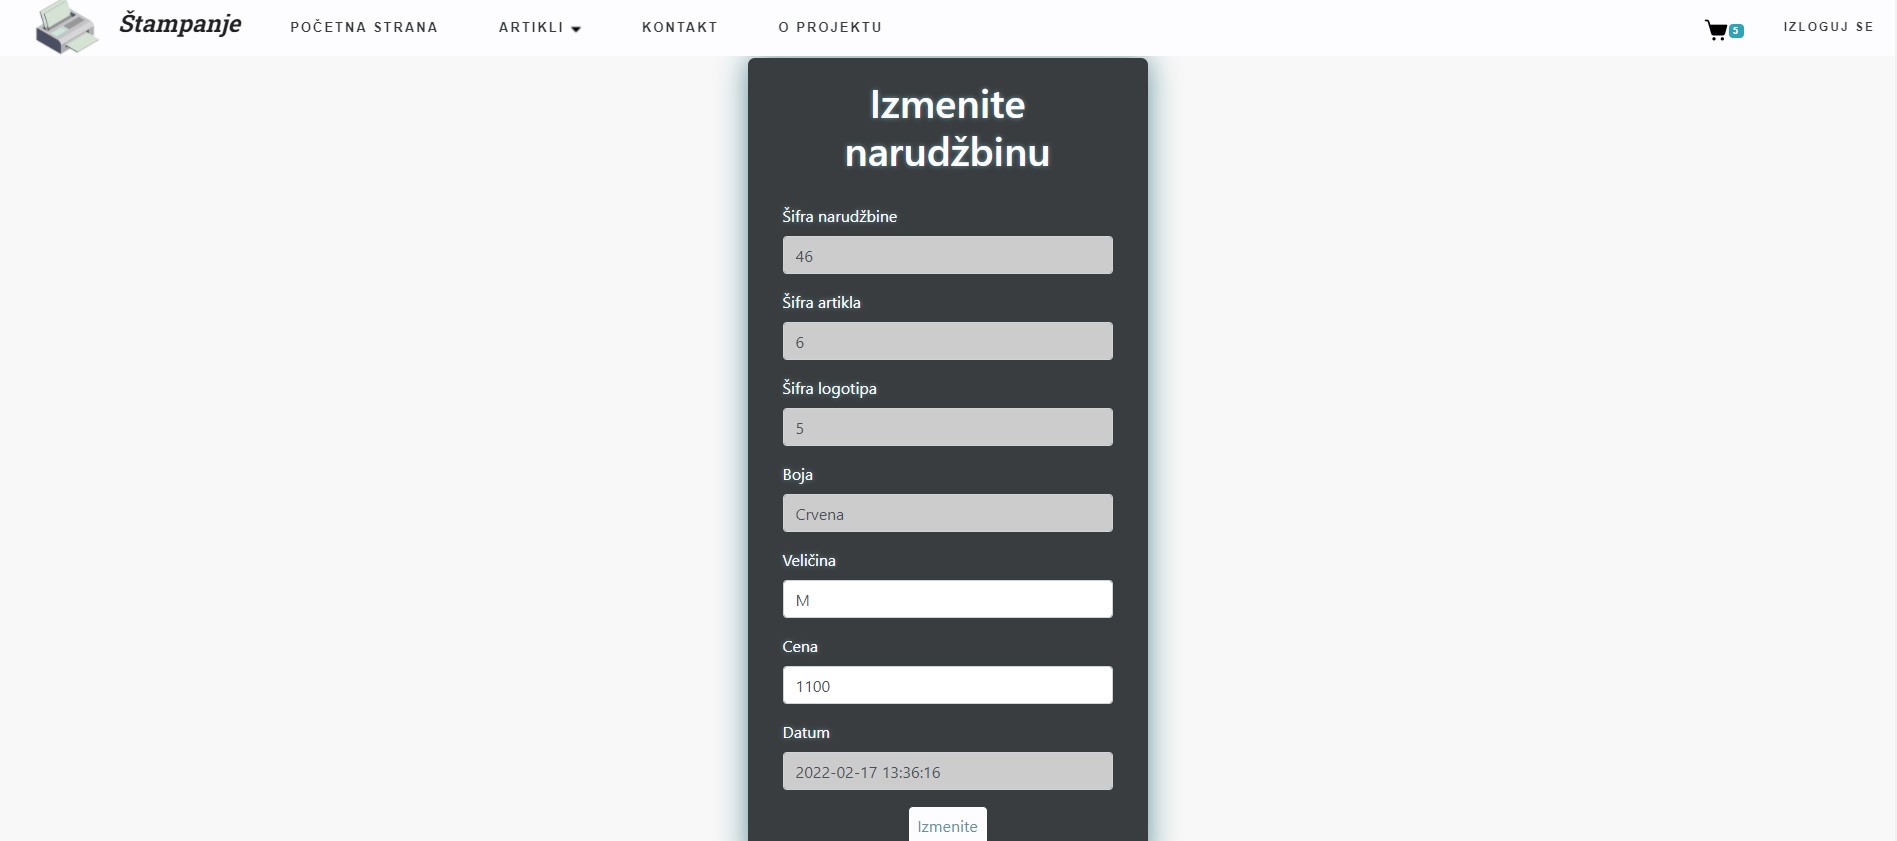 Štampanje
POČETNA STRANA
ARTIKLI
KONTAKT
O PROJEKTU
5
IZLOGUJ SE
Izmenite
narudžbinu
Šifra narudžbine
46
Šifra artikla
6
Šifra logotipa
5
Boja
Crvena
Veličina
M
Cena
1100
Datum
2022-02-17 13:36:16
Izmenite